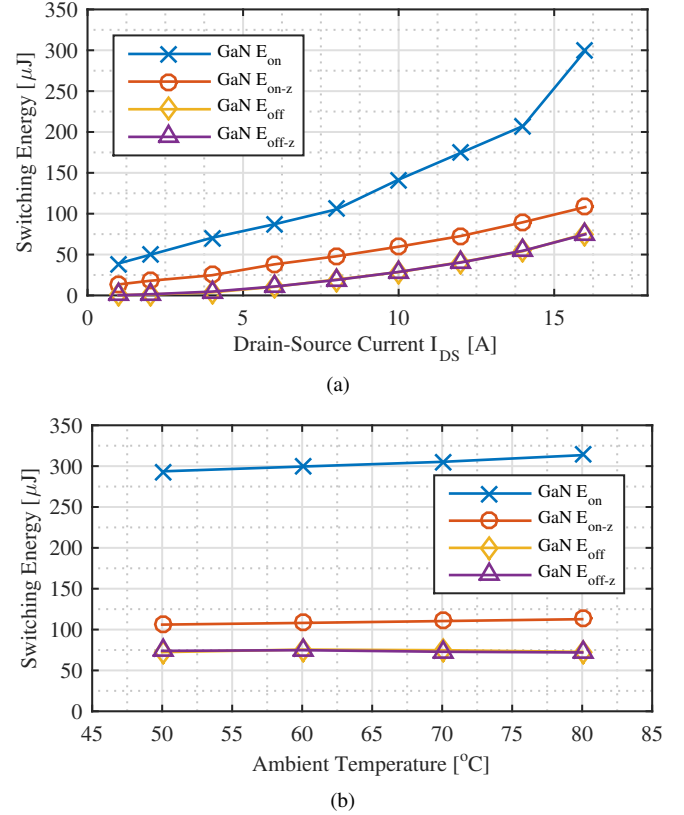 350
300
250
200
150
100
50
0
Switching Energy [μJ]
GaN E_on
GaN E_on-z
GaN E_off
GaN E_off-z
0 5 10 15
Drain-Source Current I_DS [A]
(a)
350
300
250
200
150
100
50
0
Switching Energy [μJ]
GaN E_on
GaN E_on-z
GaN E_off
GaN E_off-z
45 50 55 60 65 70 75 80 85
Ambient Temperature [°C]
(b)